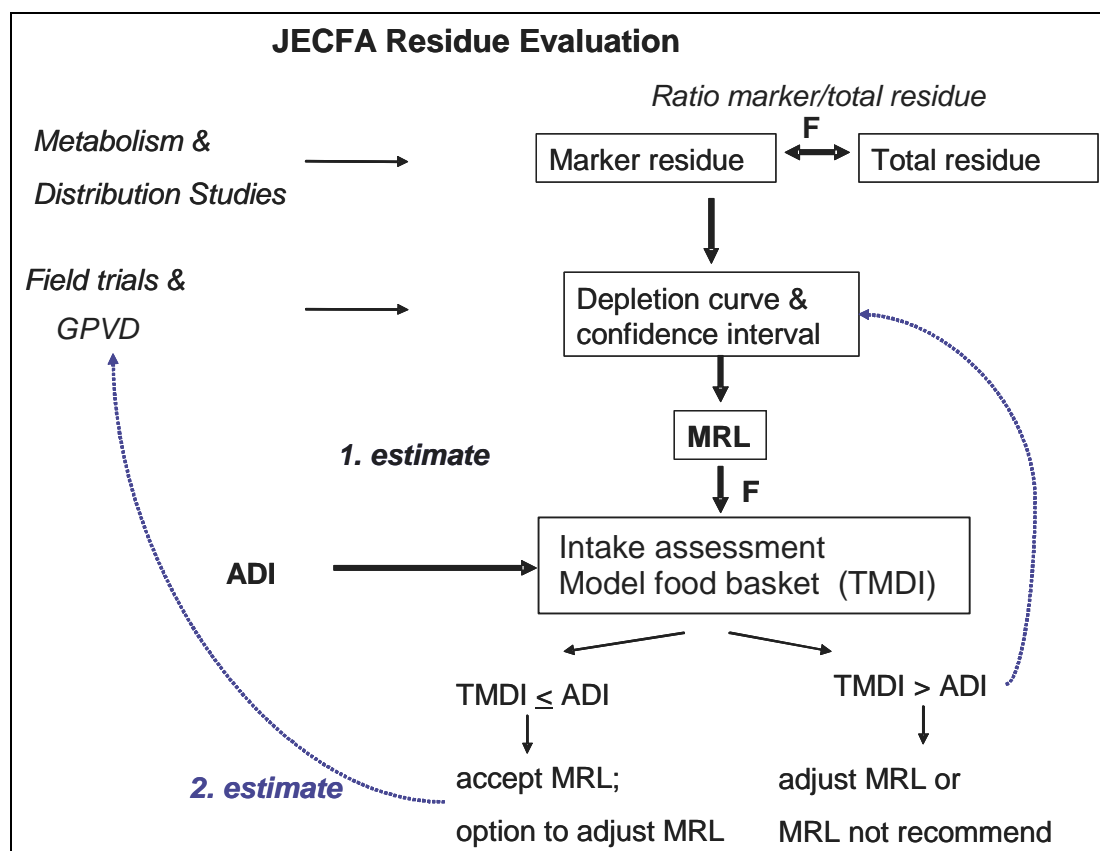 JECFA Residue Evaluation
Ratio marker/total residue
F
Metabolism &
Distribution Studies
Marker residue
Total residue
Field trials &
GPVD
Depletion curve &
confidence interval
MRL
1. estimate
F
ADI
Intake assessment
Model food basket (TMDI)
TMDI ≤ ADI
TMDI > ADI
2. estimate
accept MRL;
option to adjust MRL
adjust MRL or
MRL not recommend